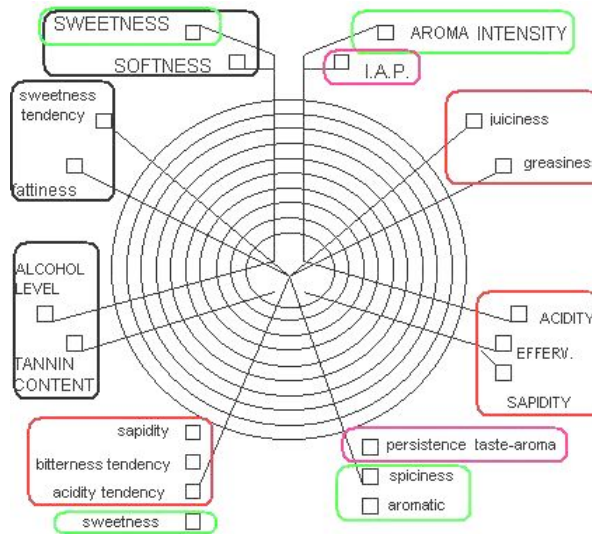 SWEETNESS
SOFTNESS
AROMA INTENSITY
I.A.P.
sweetness
tendency
fattiness
juiciness
greasiness
ALCOHOL
LEVEL
TANNIN
CONTENT
ACIDITY
EFFERV.
SAPIDITY
sapidity
bitterness tendency
acidity tendency
sweetness
persistence taste-aroma
spiciness
aromatic